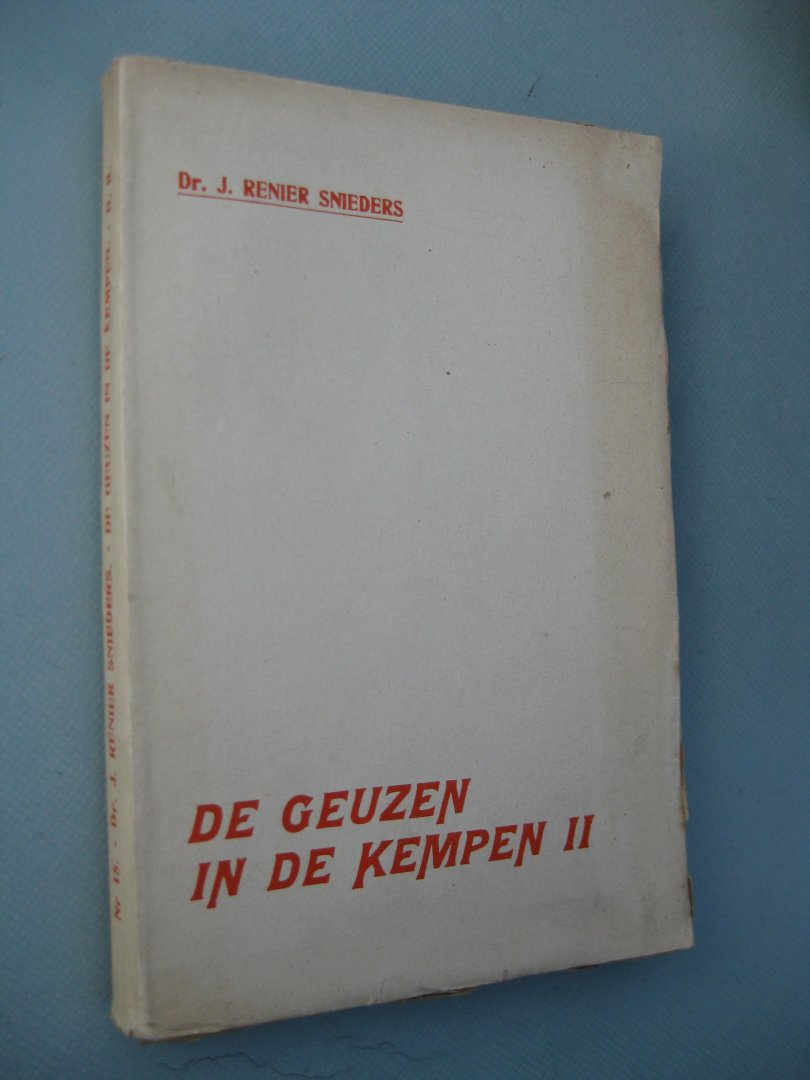 Dr. J. RENIER SNIEDERS
DE GEUZEN
IN DE KEMPEN II
Nr 15. - Dr. J. RENIER SNIEDERS. - DE GEUZEN IN DE KEMPEN. - D. II.